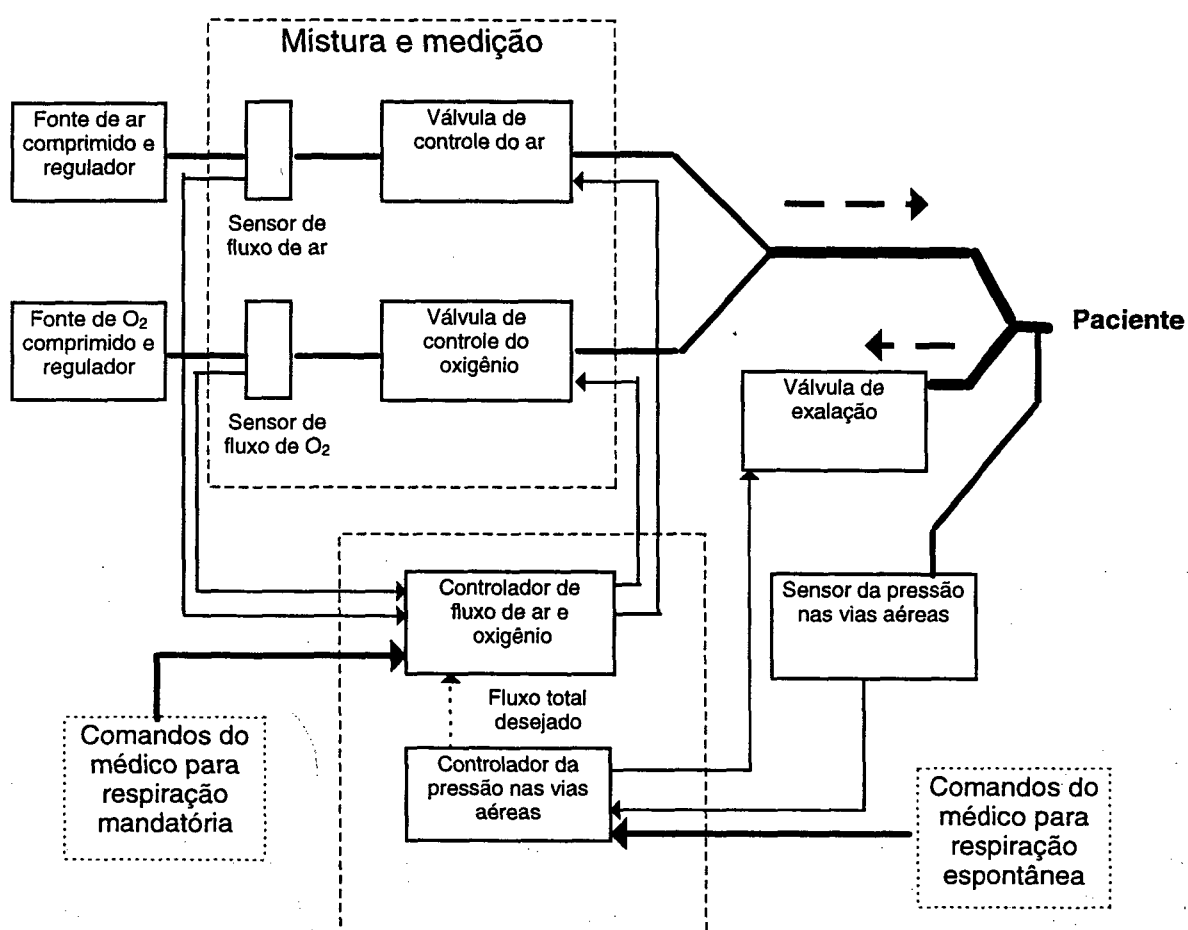 Mistura e medição
Fonte de ar
comprimido e
regulador
Válvula de
controle do ar
Sensor de
fluxo de ar
Fonte de O₂
comprimido e
regulador
Válvula de
controle do
oxigênio
Sensor de
fluxo de O₂
Paciente
Válvula de
exalação
Controlador de
fluxo de ar e
oxigênio
Sensor da pressão
nas vias aéreas
Fluxo total
desejado
Comandos do
médico para
respiração
mandatória
Controlador da
pressão nas vias
aéreas
Comandos do
médico para
respiração
espontânea